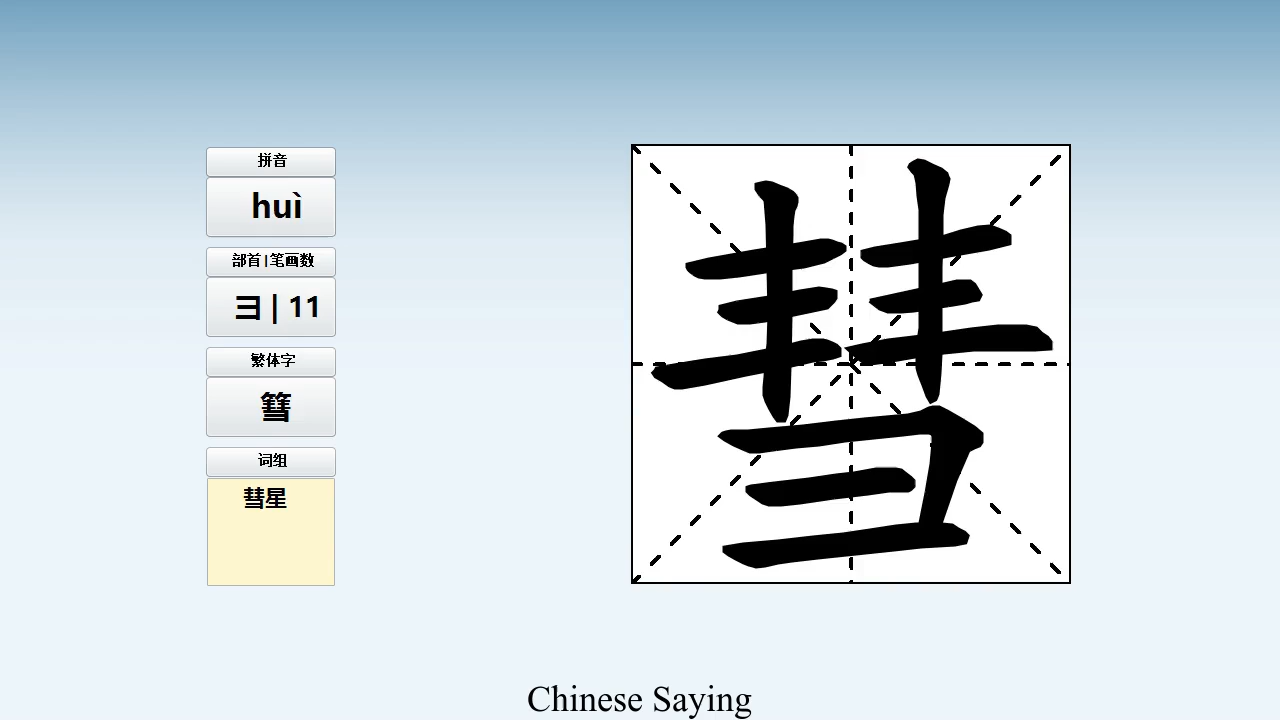 拼音
huì
部首|笔画数
彐 | 11
繁体字
篲
词组
彗星
彗
Chinese Saying